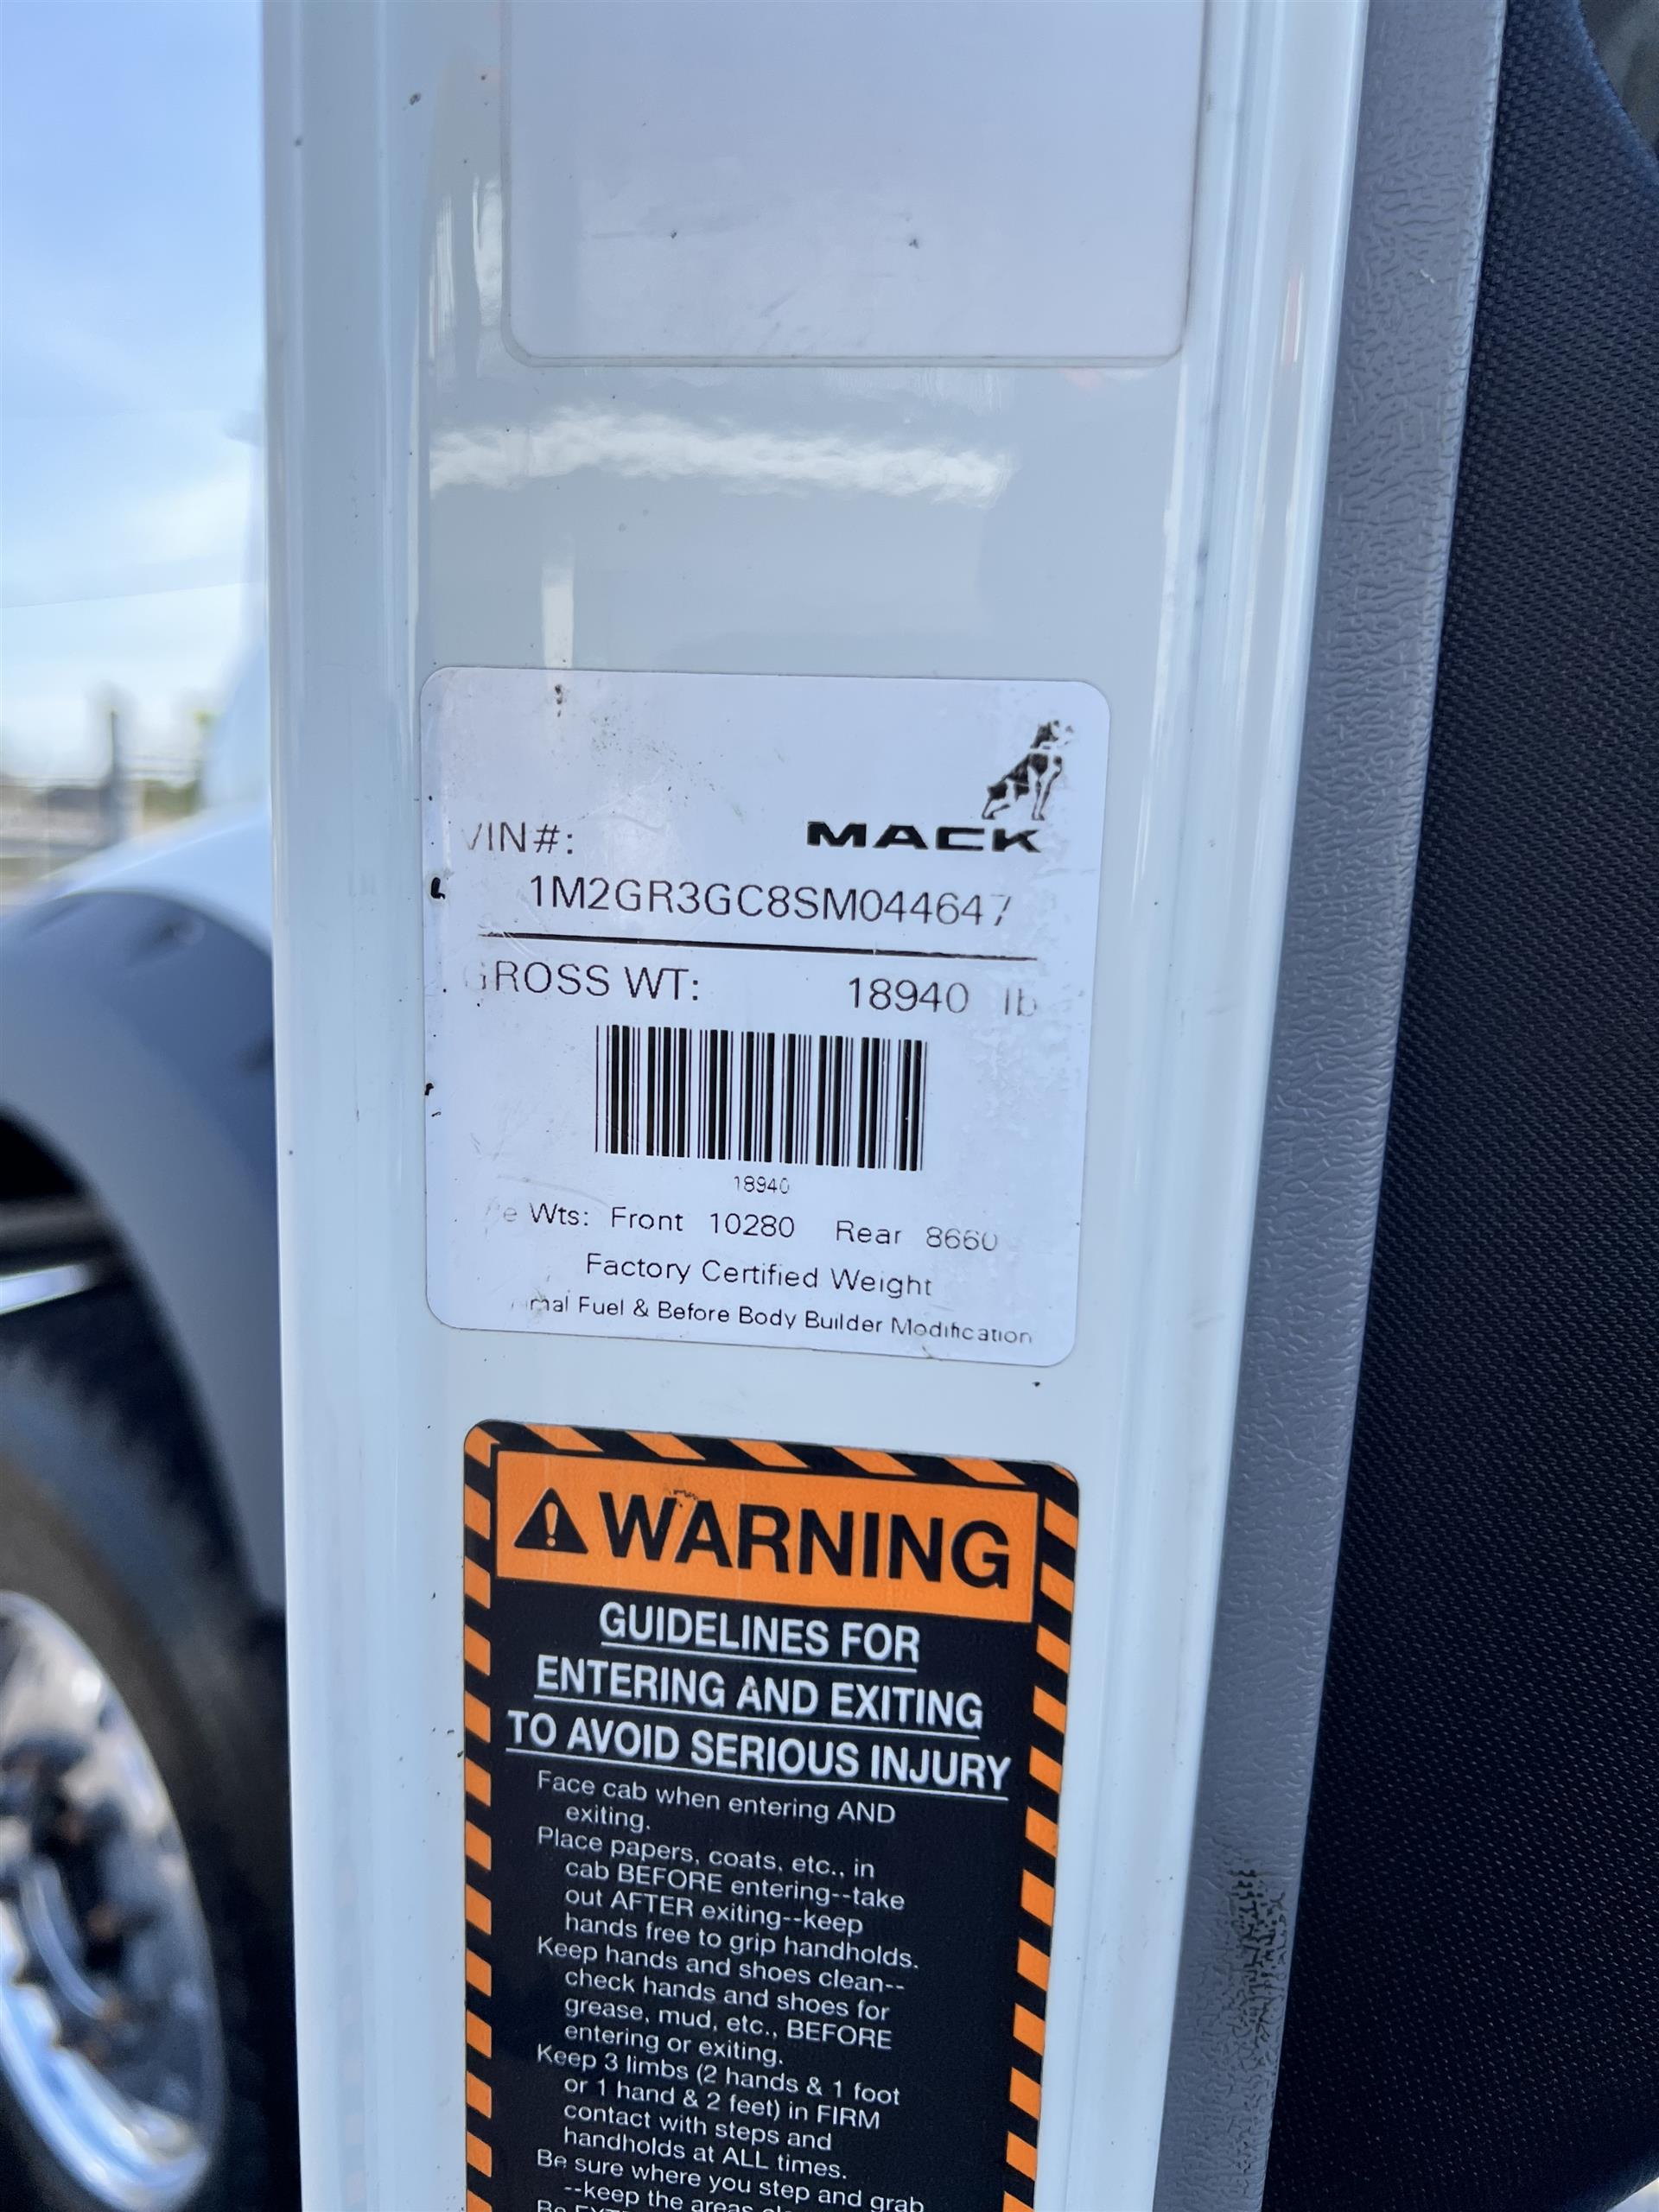 MACK
VIN#:
1M2GR3GC8SM044647
GROSS WT: 18940 lb
18940
Wts: Front 10280 Rear 8660
Factory Certified Weight
Fuel & Before Body Builder Modification
WARNING
GUIDELINES FOR
ENTERING AND EXITING
TO AVOID SERIOUS INJURY
Face cab when entering AND
exiting.
Place papers, coats, etc., in
cab BEFORE entering--take
out AFTER exiting--keep
hands free to grip handholds.
Keep hands and shoes clean--
check hands and shoes for
grease, mud, etc., BEFORE
entering or exiting.
Keep 3 limbs (2 hands & 1 foot
or 1 hand & 2 feet) in FIRM
contact with steps and
handholds at ALL times.
Be sure where you step and grab
--keep the areas